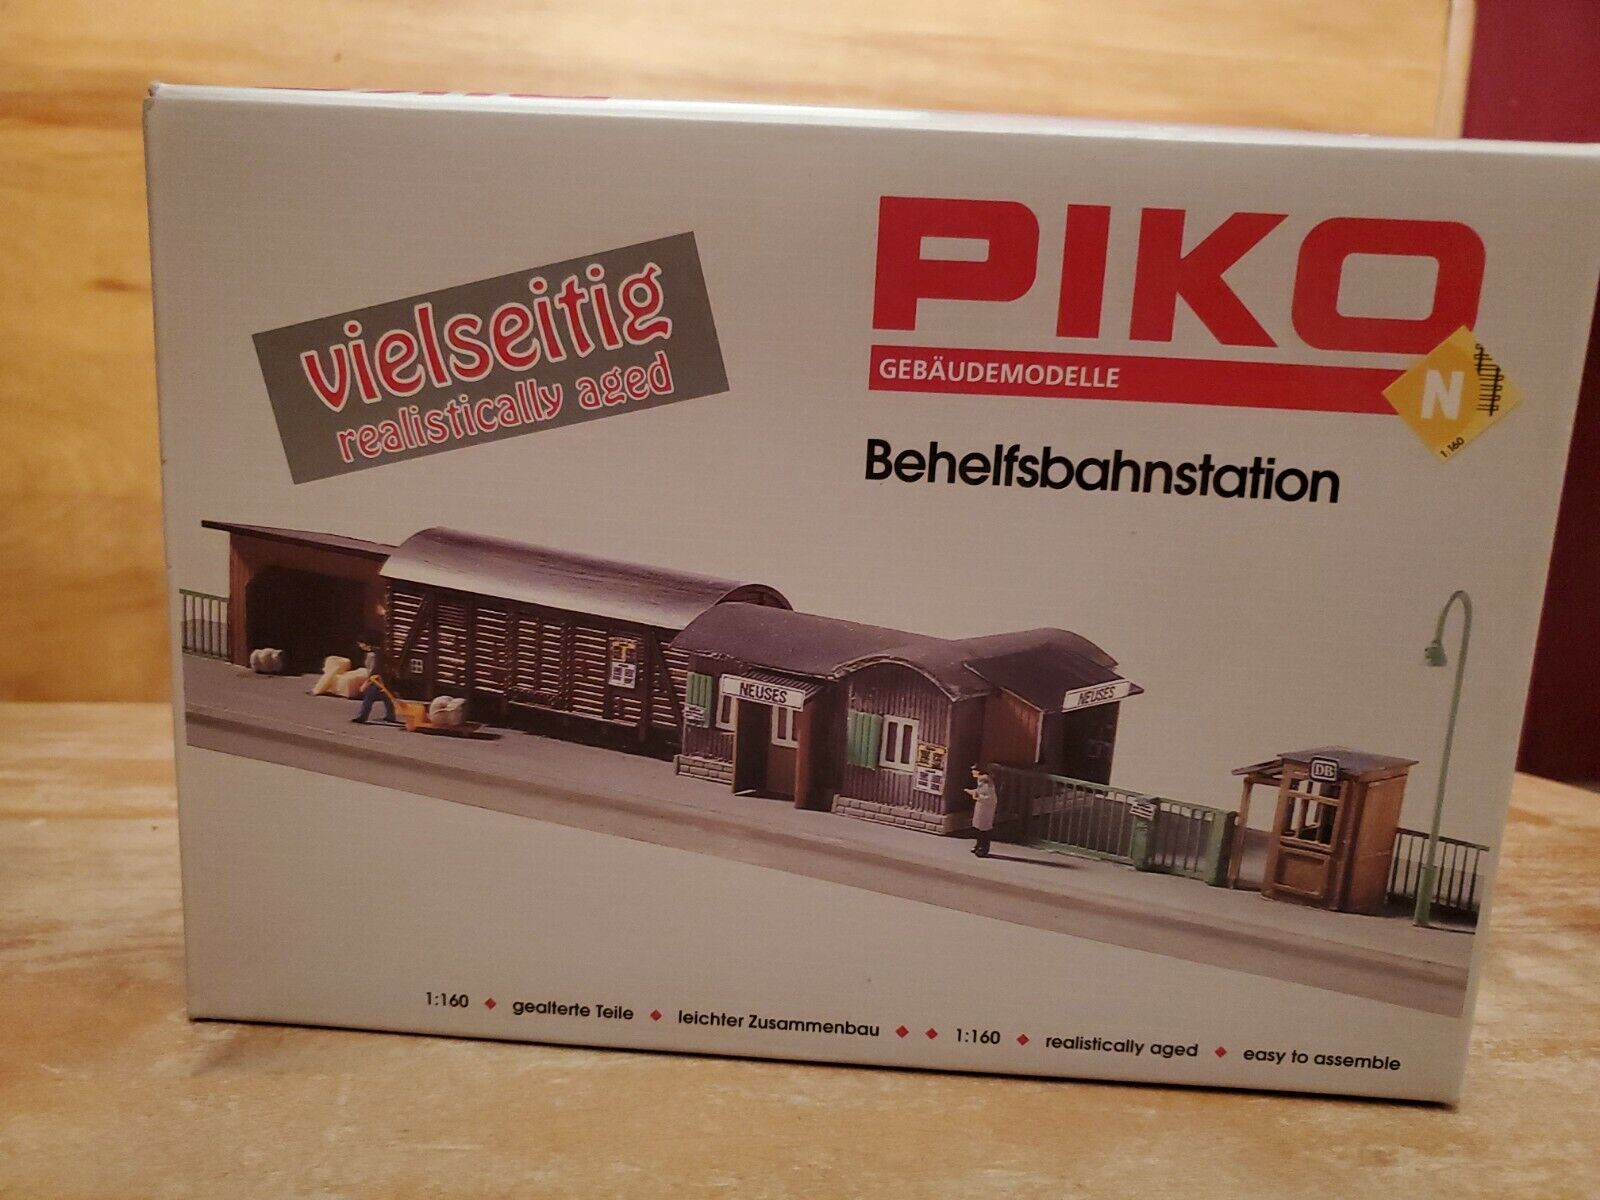 vielseitig
realistically aged
PIKO
GEBÄUDEMODELLE
N
1:160
Behelfsbahnstation
NEUSES
NEUSES
DB
1:160 ◆ gealterte Teile ◆ leichter Zusammenbau ◆ ◆ 1:160 ◆ realistically aged ◆ easy to assemble